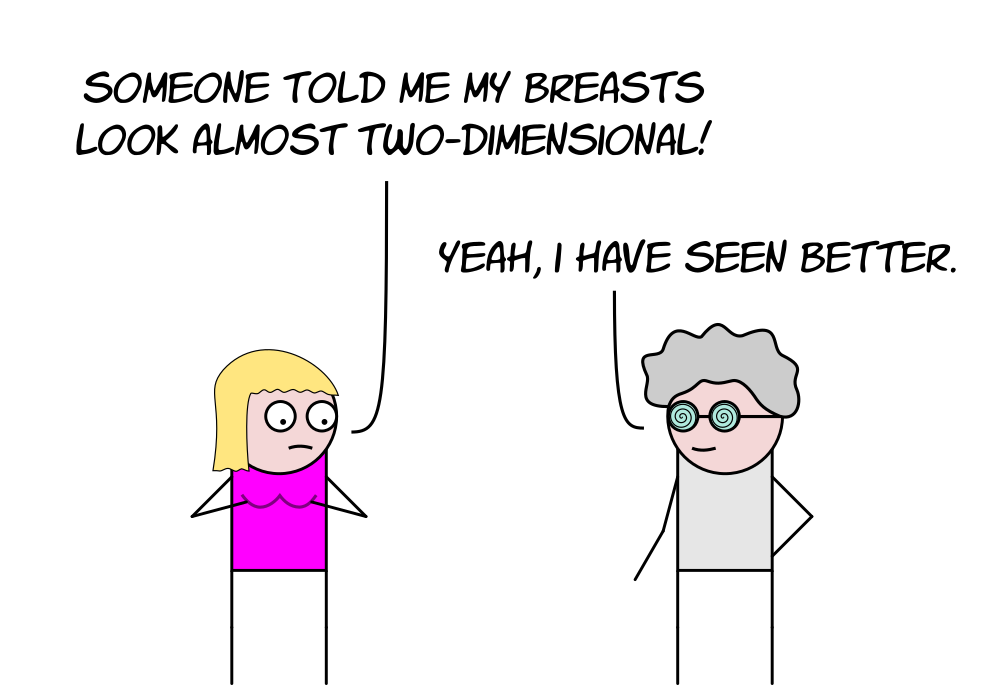 SOMEONE TOLD ME MY BREASTS
LOOK ALMOST TWO-DIMENSIONAL!
YEAH, I HAVE SEEN BETTER.